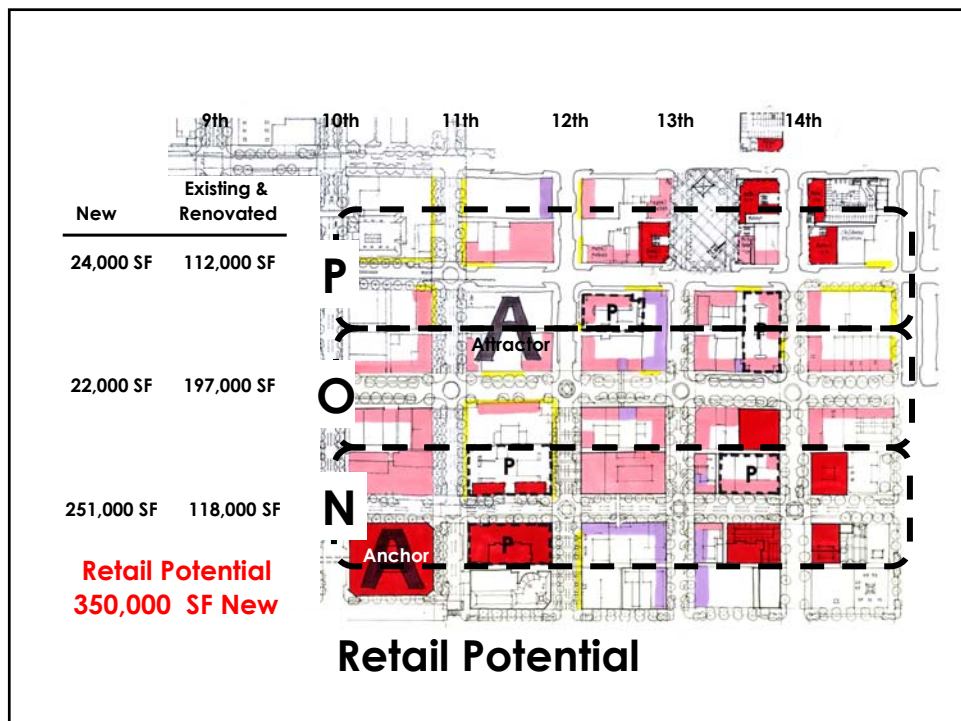 9th 10th 11th 12th 13th 14th
New Existing &
Renovated
24,000 SF 112,000 SF
P
P
P
A
Attractor
22,000 SF 197,000 SF
O
P
P
N
251,000 SF 118,000 SF
A
Anchor
P
Retail Potential
350,000 SF New
Retail Potential